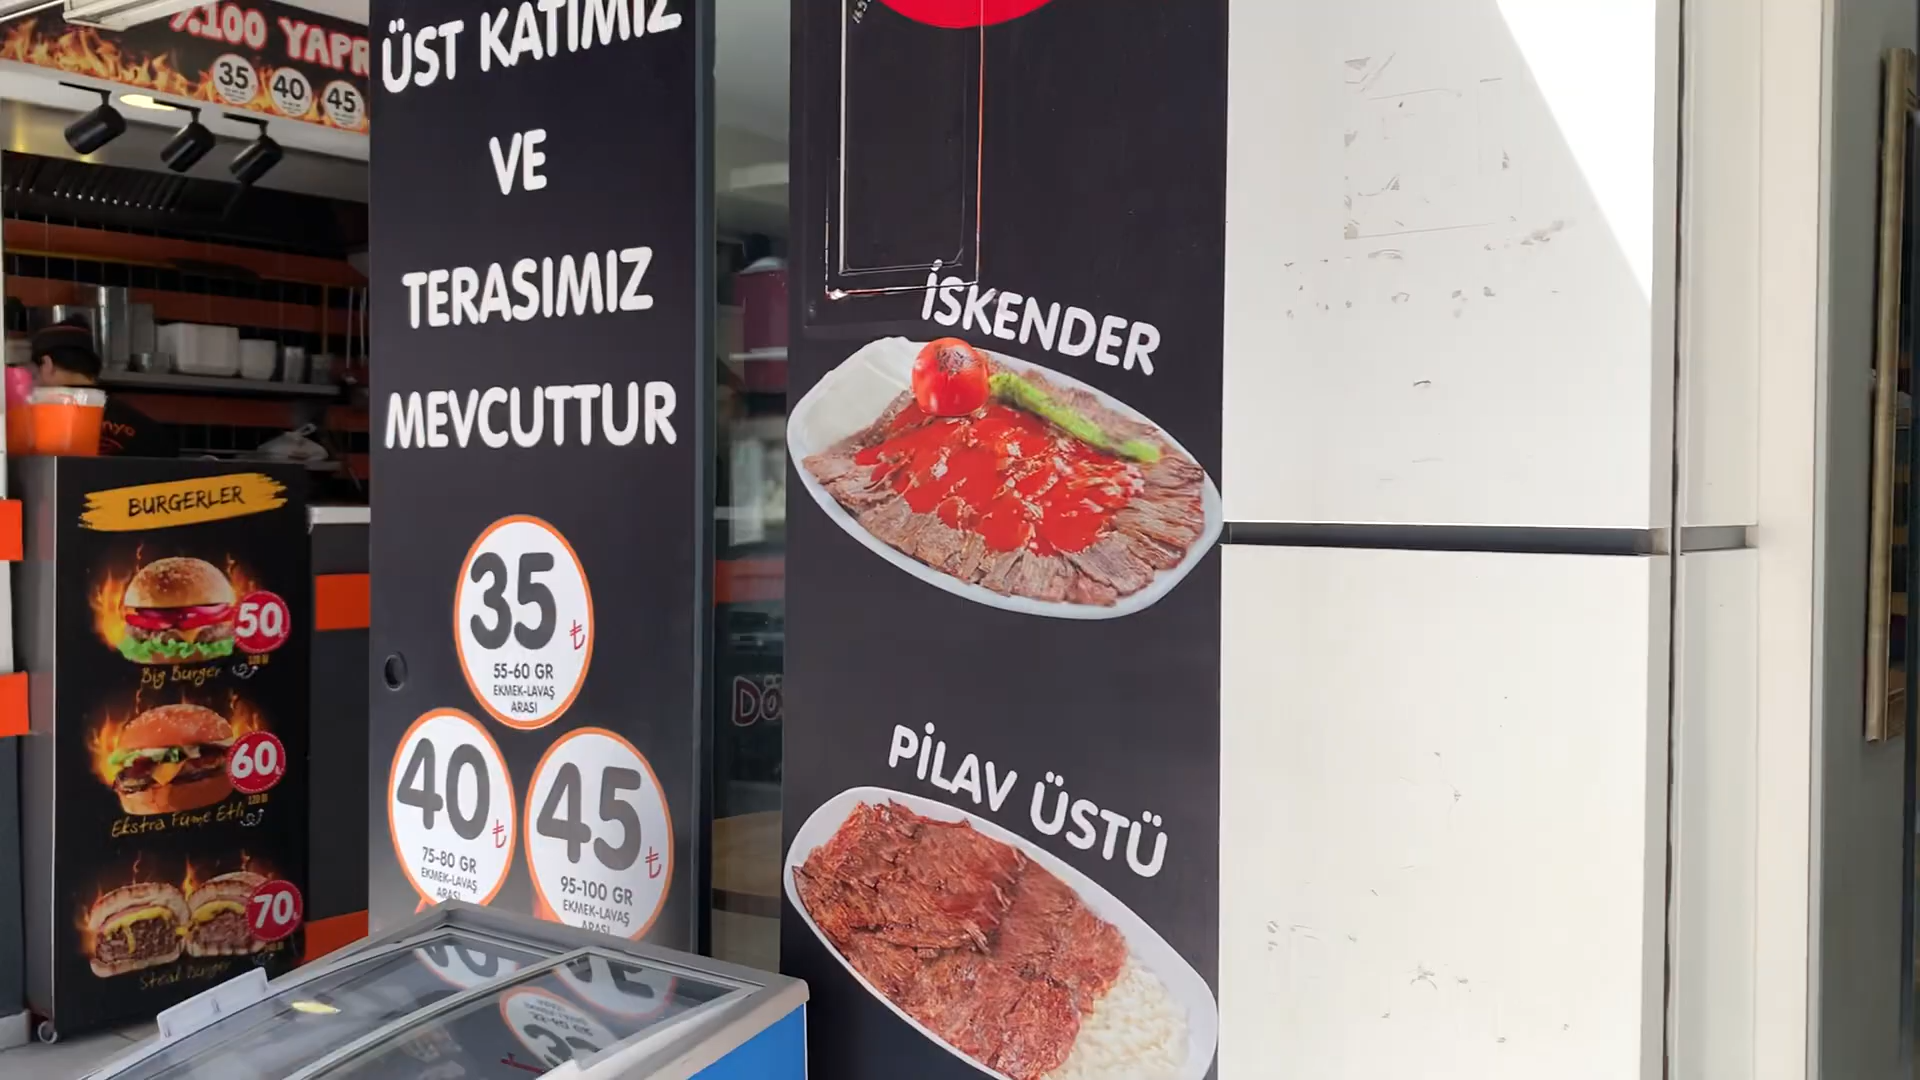 %100 YAPR
35
40
45
ÜST KATIMIZ
VE
TERASIMIZ
MEVCUTTUR
35 ₺
55-60 GR
EKMEK-LAVAŞ
ARASI
40 ₺
75-80 GR
EKMEK-LAVAŞ
ARASI
45 ₺
95-100 GR
EKMEK-LAVAŞ
ARASI
BURGERLER
50
Big Burger
60
Ekstra Füme Etli
70
Steak Burger
DÖ
İSKENDER
PİLAV ÜSTÜ